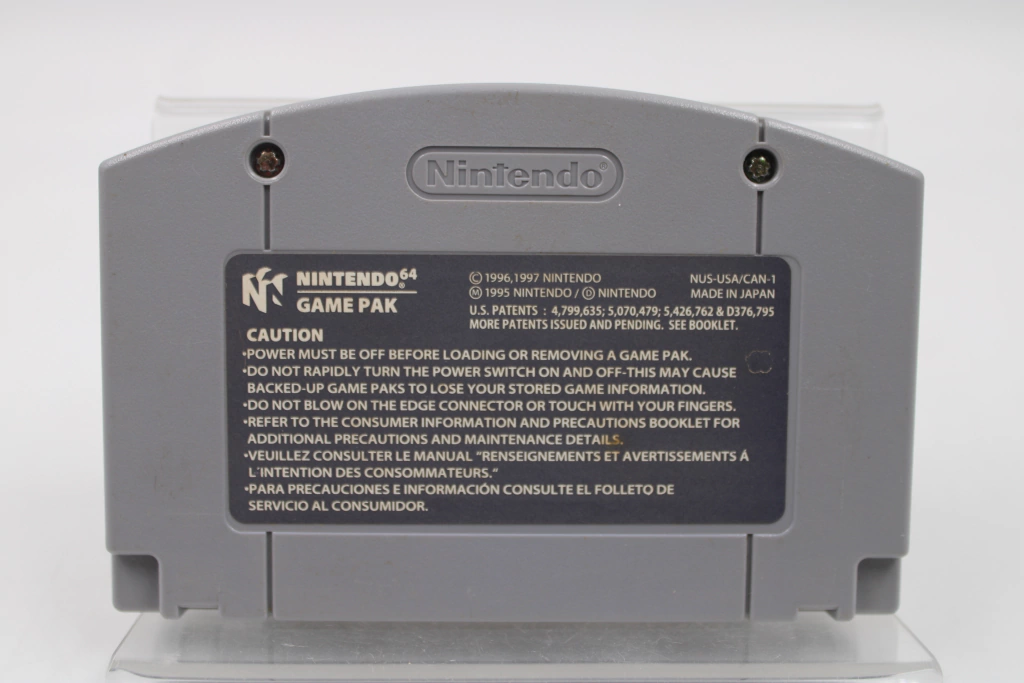 Nintendo®
NINTENDO64®
GAME PAK
© 1996,1997 NINTENDO
Ⓜ 1995 NINTENDO / Ⓓ NINTENDO
NUS-USA/CAN-1
MADE IN JAPAN
U.S. PATENTS : 4,799,635; 5,070,479; 5,426,762 & D376,795
MORE PATENTS ISSUED AND PENDING. SEE BOOKLET.
CAUTION
•POWER MUST BE OFF BEFORE LOADING OR REMOVING A GAME PAK.
•DO NOT RAPIDLY TURN THE POWER SWITCH ON AND OFF-THIS MAY CAUSE
BACKED-UP GAME PAKS TO LOSE YOUR STORED GAME INFORMATION.
•DO NOT BLOW ON THE EDGE CONNECTOR OR TOUCH WITH YOUR FINGERS.
•REFER TO THE CONSUMER INFORMATION AND PRECAUTIONS BOOKLET FOR
ADDITIONAL PRECAUTIONS AND MAINTENANCE DETAILS.
•VEUILLEZ CONSULTER LE MANUAL "RENSEIGNEMENTS ET AVERTISSEMENTS Á
L'INTENTION DES CONSOMMATEURS."
•PARA PRECAUCIONES E INFORMACIÓN CONSULTE EL FOLLETO DE
SERVICIO AL CONSUMIDOR.